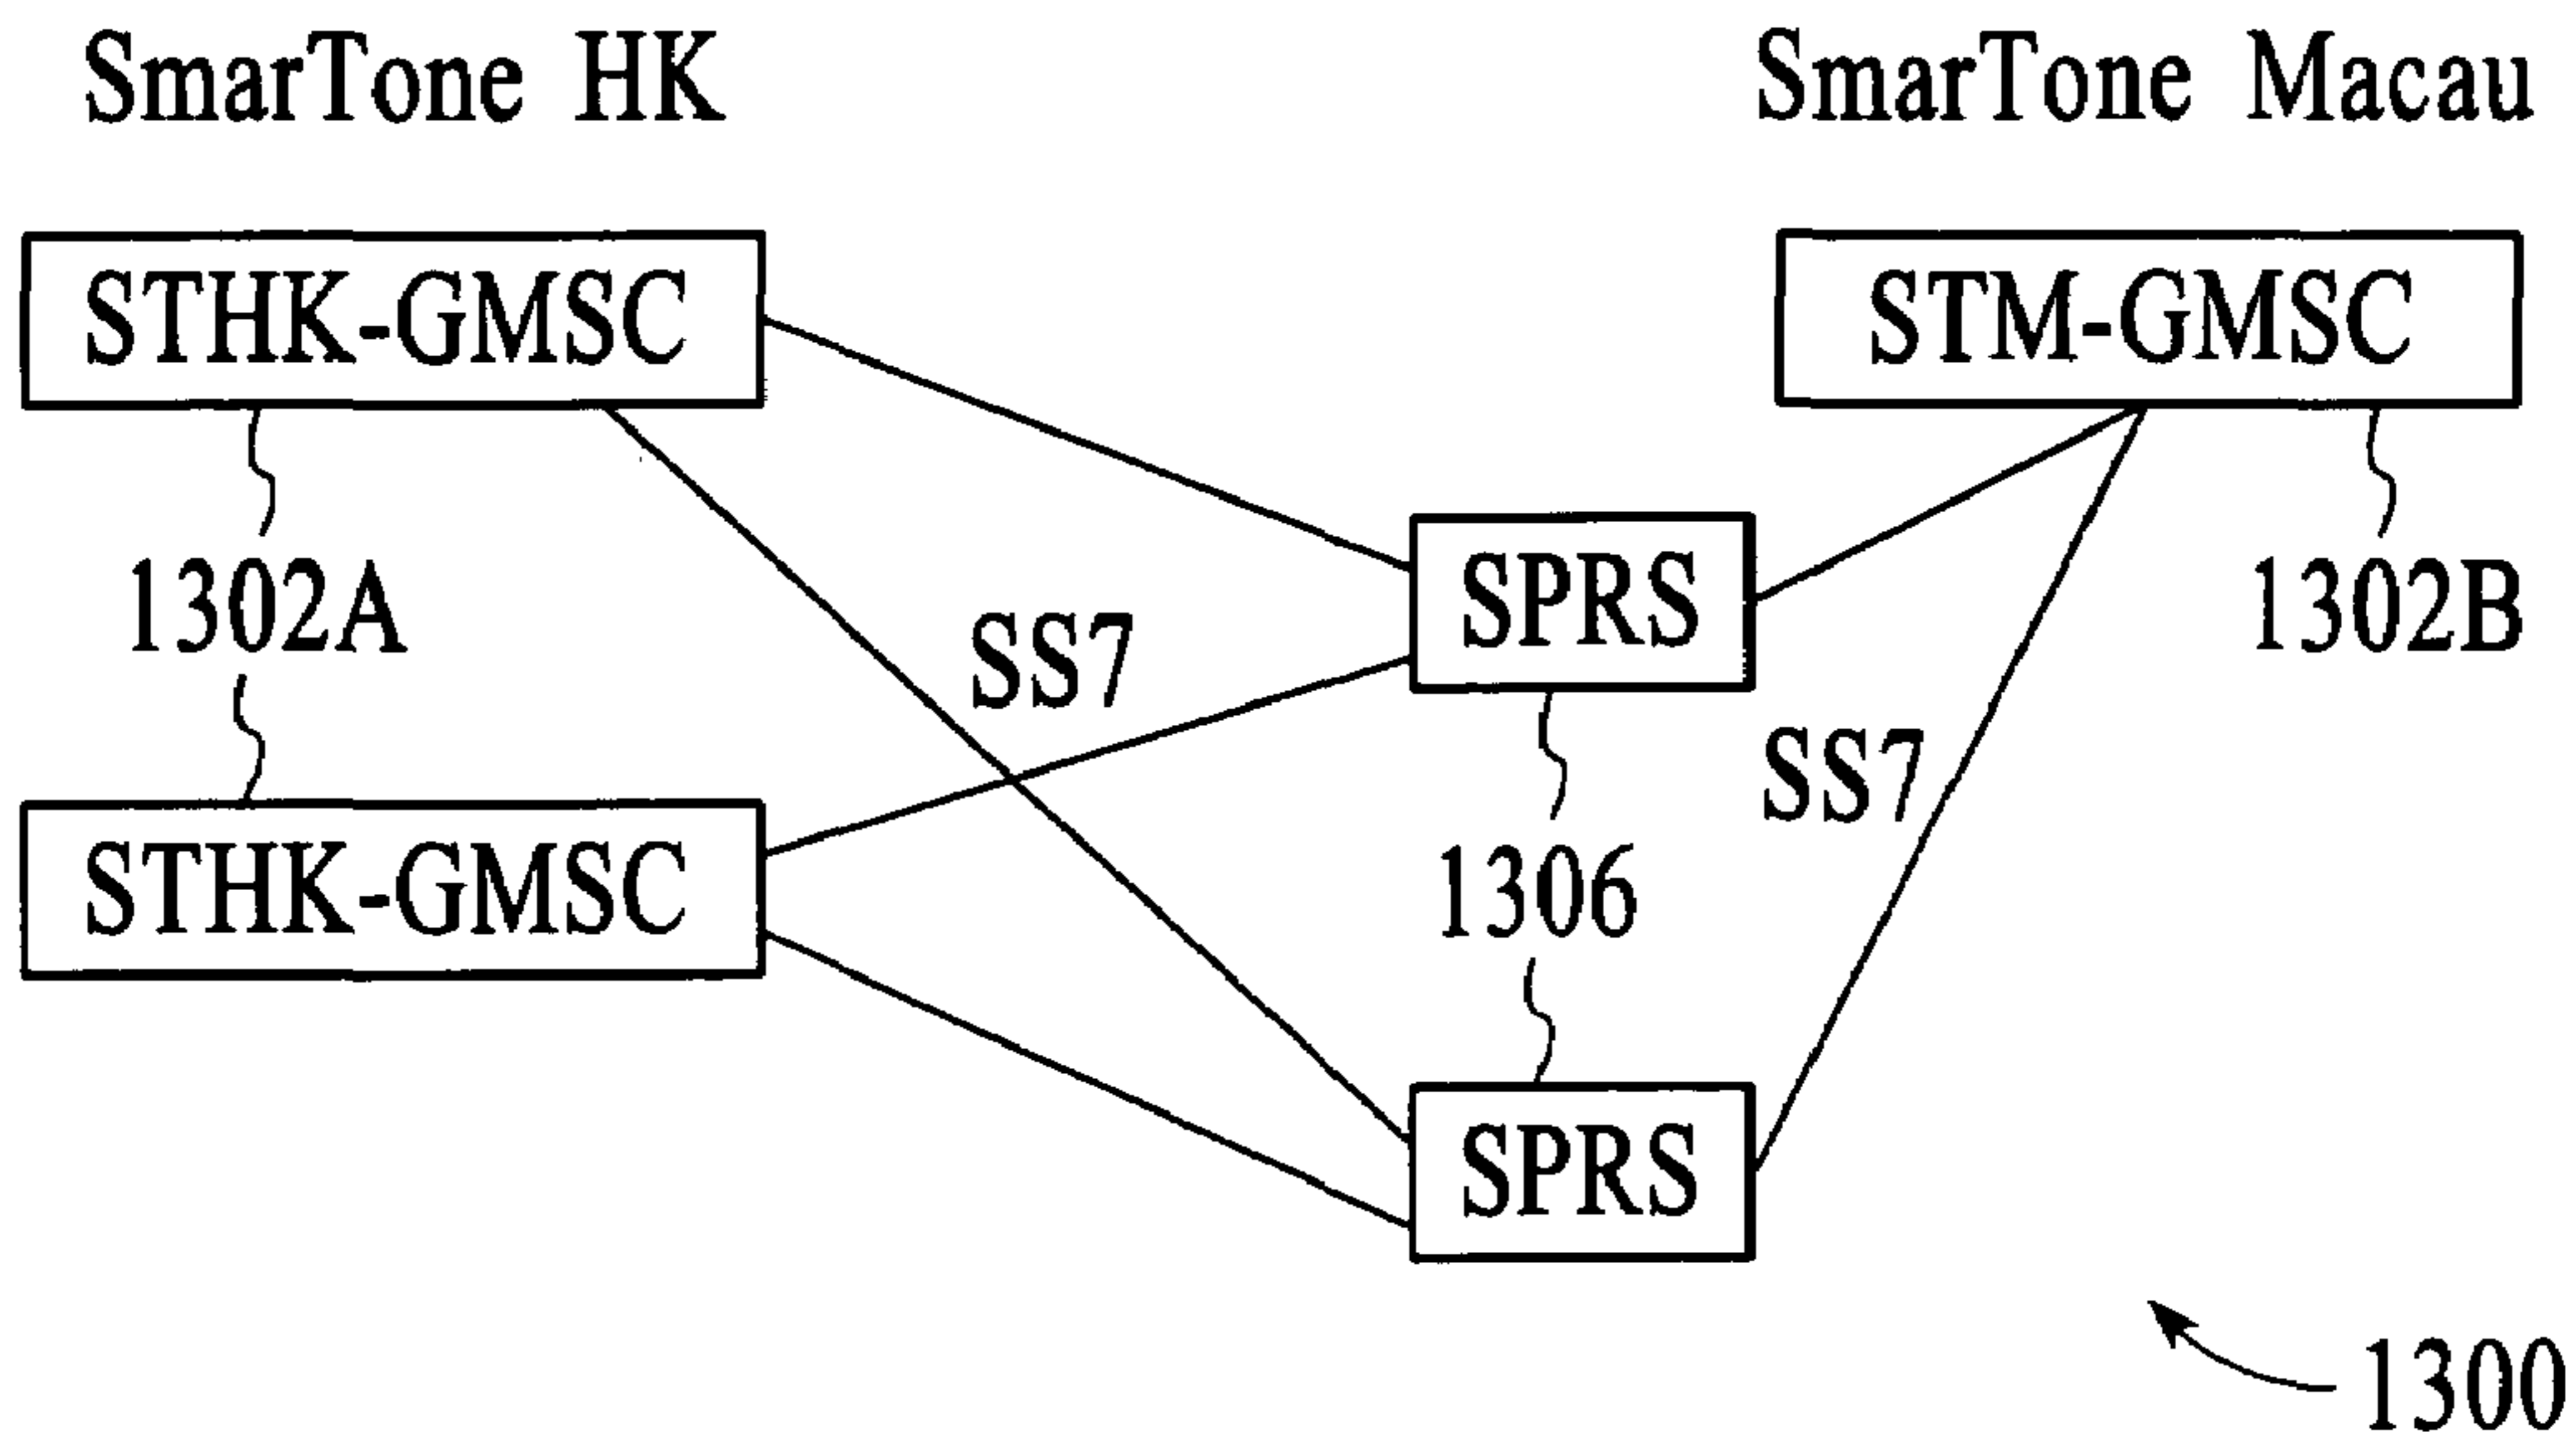 SmarTone HK
SmarTone Macau
STHK-GMSC
STM-GMSC
1302A
SPRS
1302B
SS7
SS7
STHK-GMSC
1306
SPRS
1300